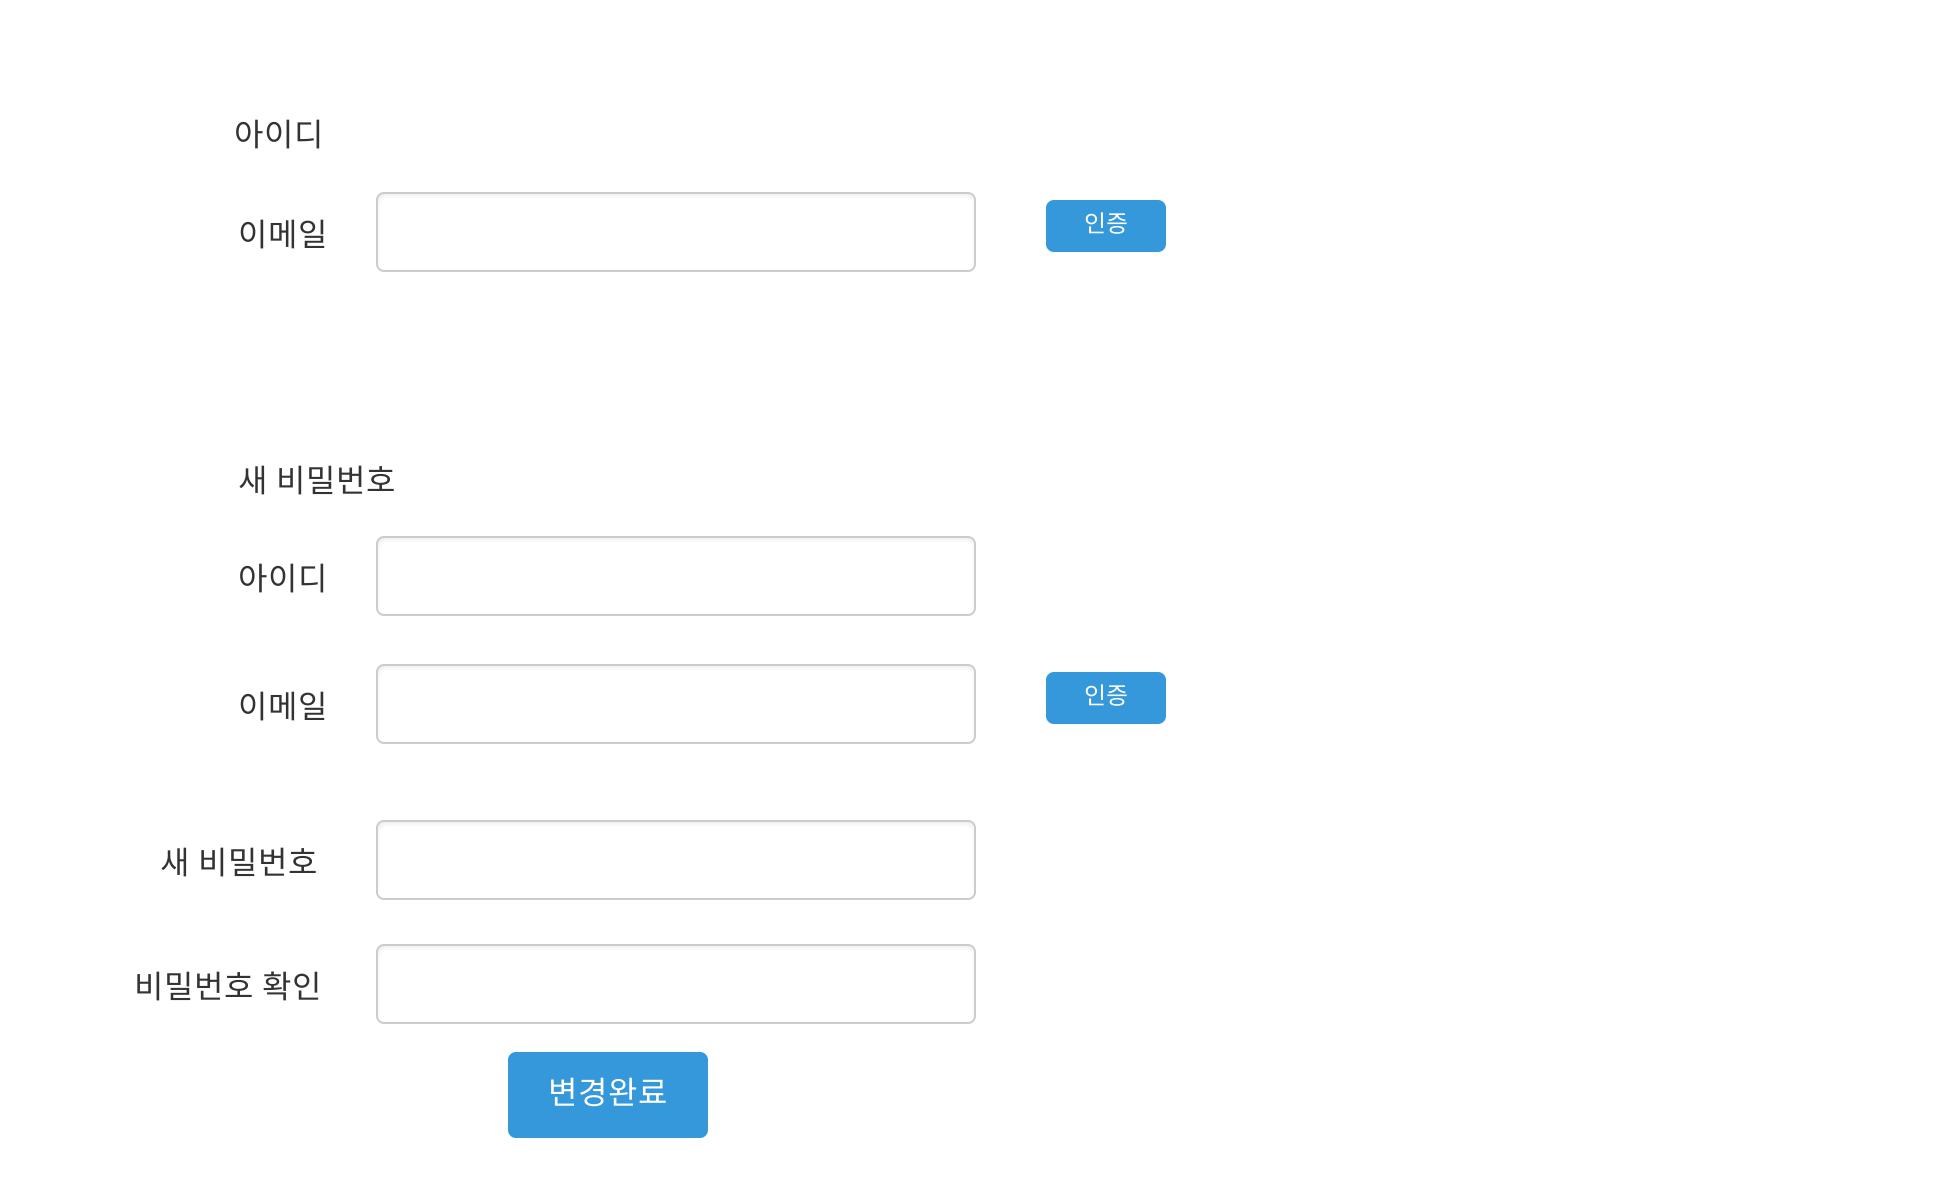 아이디
이메일 인증
새 비밀번호
아이디
이메일 인증
새 비밀번호
비밀번호 확인
변경완료